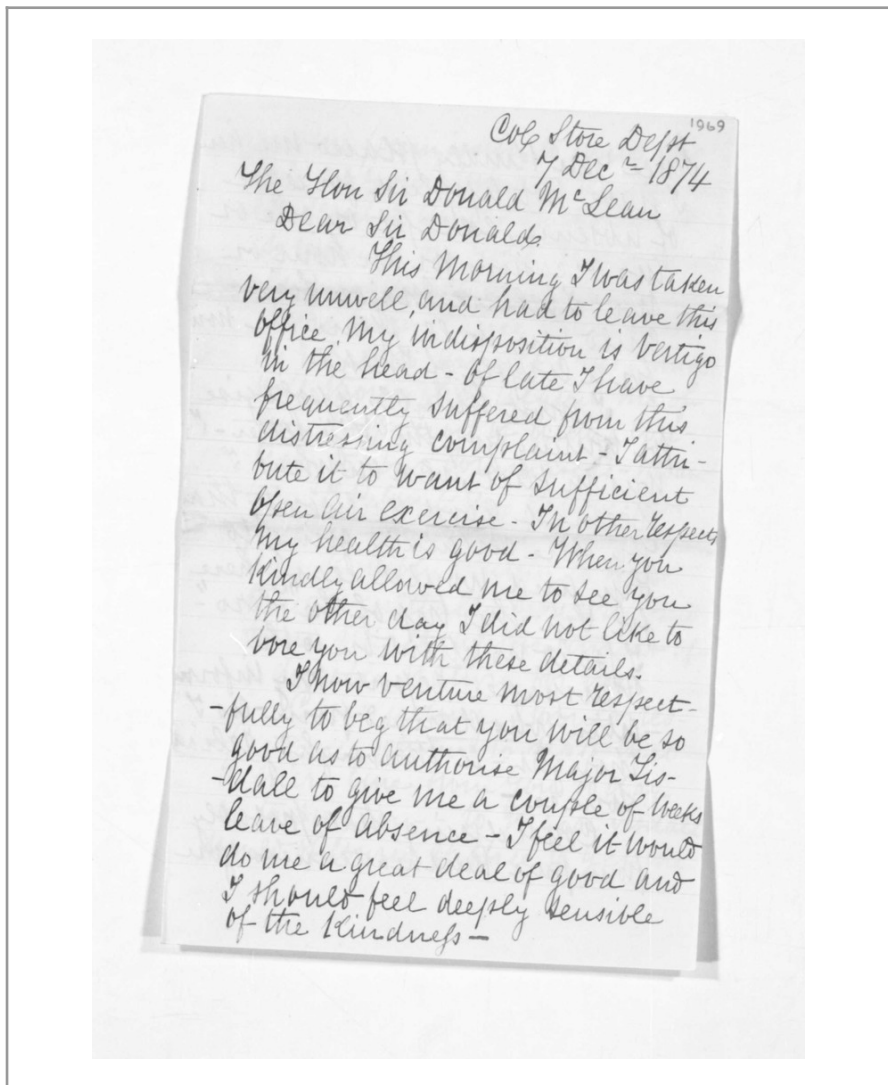 1969
Col Store Dept
7 Decr 1874
The Hon Sir Donald McLean
Dear Sir Donald
This Morning I was taken
very unwell, and had to leave this
office. My indisposition is Vertigo
in the head - Of late I have
frequently suffered from this
distressing complaint - I attri-
bute it to want of sufficient
open air exercise - In other respects
my health is good - When you
Kindly allowed me to see you
the other day I did not like to
bore you with these details.
I now venture most respect-
-fully to beg that you will be so
good as to authorise Major Tis-
-dall to give me a couple of weeks
leave of absence - I feel it would
do me a great deal of good and
I should feel deeply sensible
of the Kindness -